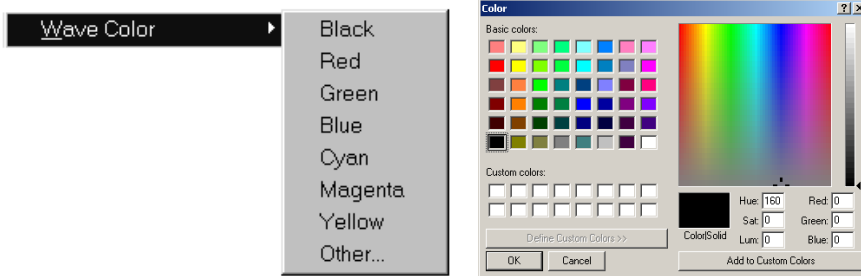 Wave Color
Black
Red
Green
Blue
Cyan
Magenta
Yellow
Other...
Color
Basic colors:
Custom colors:
Define Custom Colors >>
OK Cancel
Hue: 160 Red: 0
Sat: 0 Green: 0
Color|Solid Lum: 0 Blue: 0
Add to Custom Colors